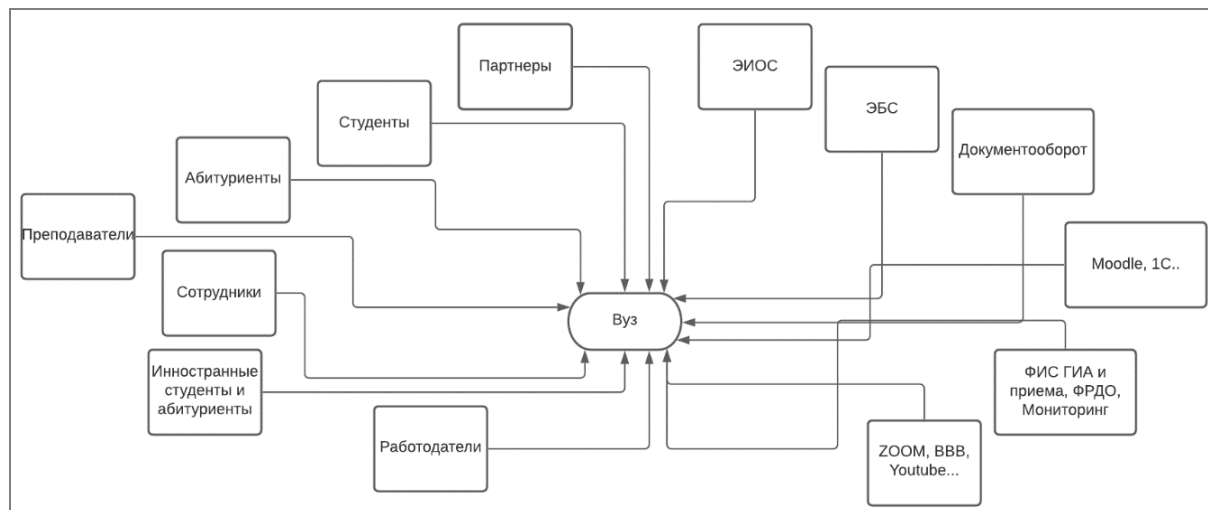 Партнеры
ЭИОС
Студенты
ЭБС
Абитуриенты
Документооборот
Преподаватели
Сотрудники
Moodle, 1С..
Вуз
Инностранные
студенты и
абитуриенты
ФИС ГИА и
приема, ФРДО,
Мониторинг
Работодатели
ZOOM, BBB,
Youtube...